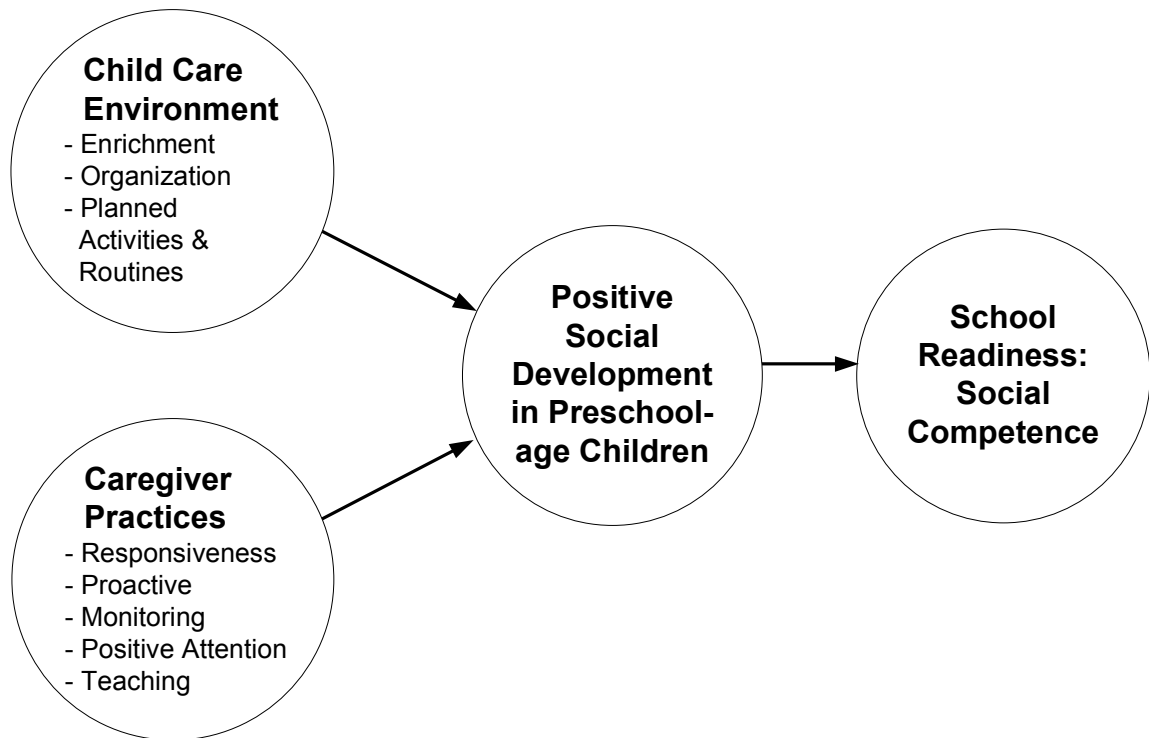 Child Care
Environment
- Enrichment
- Organization
- Planned
Activities &
Routines
Caregiver
Practices
- Responsiveness
- Proactive
- Monitoring
- Positive Attention
- Teaching
Positive
Social
Development
in Preschool-
age Children
School
Readiness:
Social
Competence